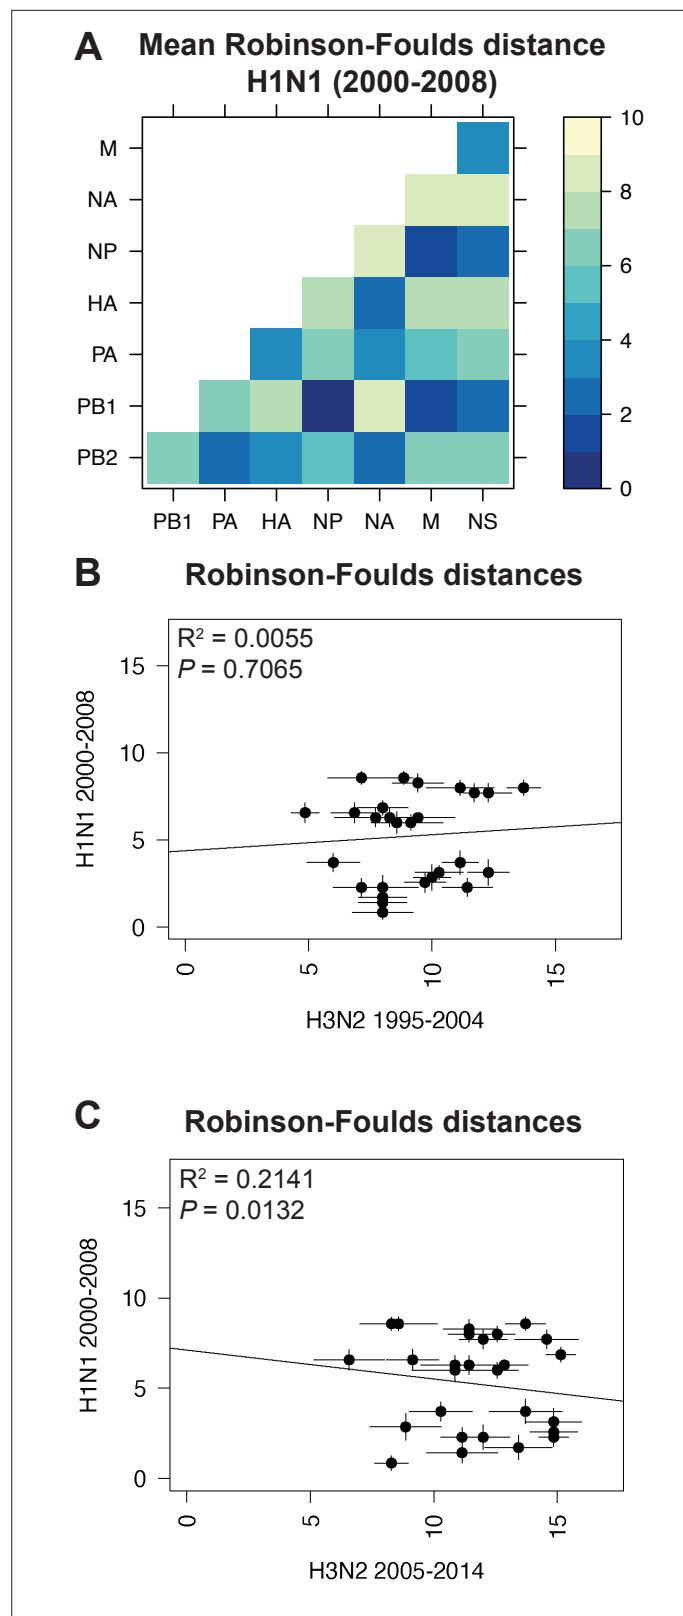 A Mean Robinson-Foulds distance
H1N1 (2000-2008)
M
NA
NP
HA
PA
PB1
PB2
PB1 PA HA NP NA M NS
10
8
6
4
2
0
B Robinson-Foulds distances
R² = 0.0055
P = 0.7065
15
10
5
0
H1N1 2000-2008
0 5 10 15
H3N2 1995-2004
C Robinson-Foulds distances
R² = 0.2141
P = 0.0132
15
10
5
0
H1N1 2000-2008
0 5 10 15
H3N2 2005-2014